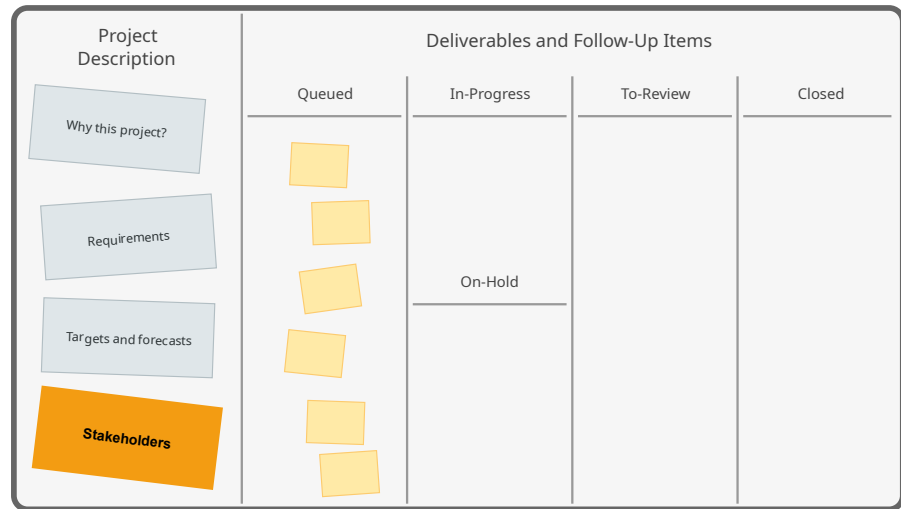 Project
Description
Deliverables and Follow-Up Items
Queued
In-Progress
To-Review
Closed
Why this project?
Requirements
On-Hold
Targets and forecasts
Stakeholders